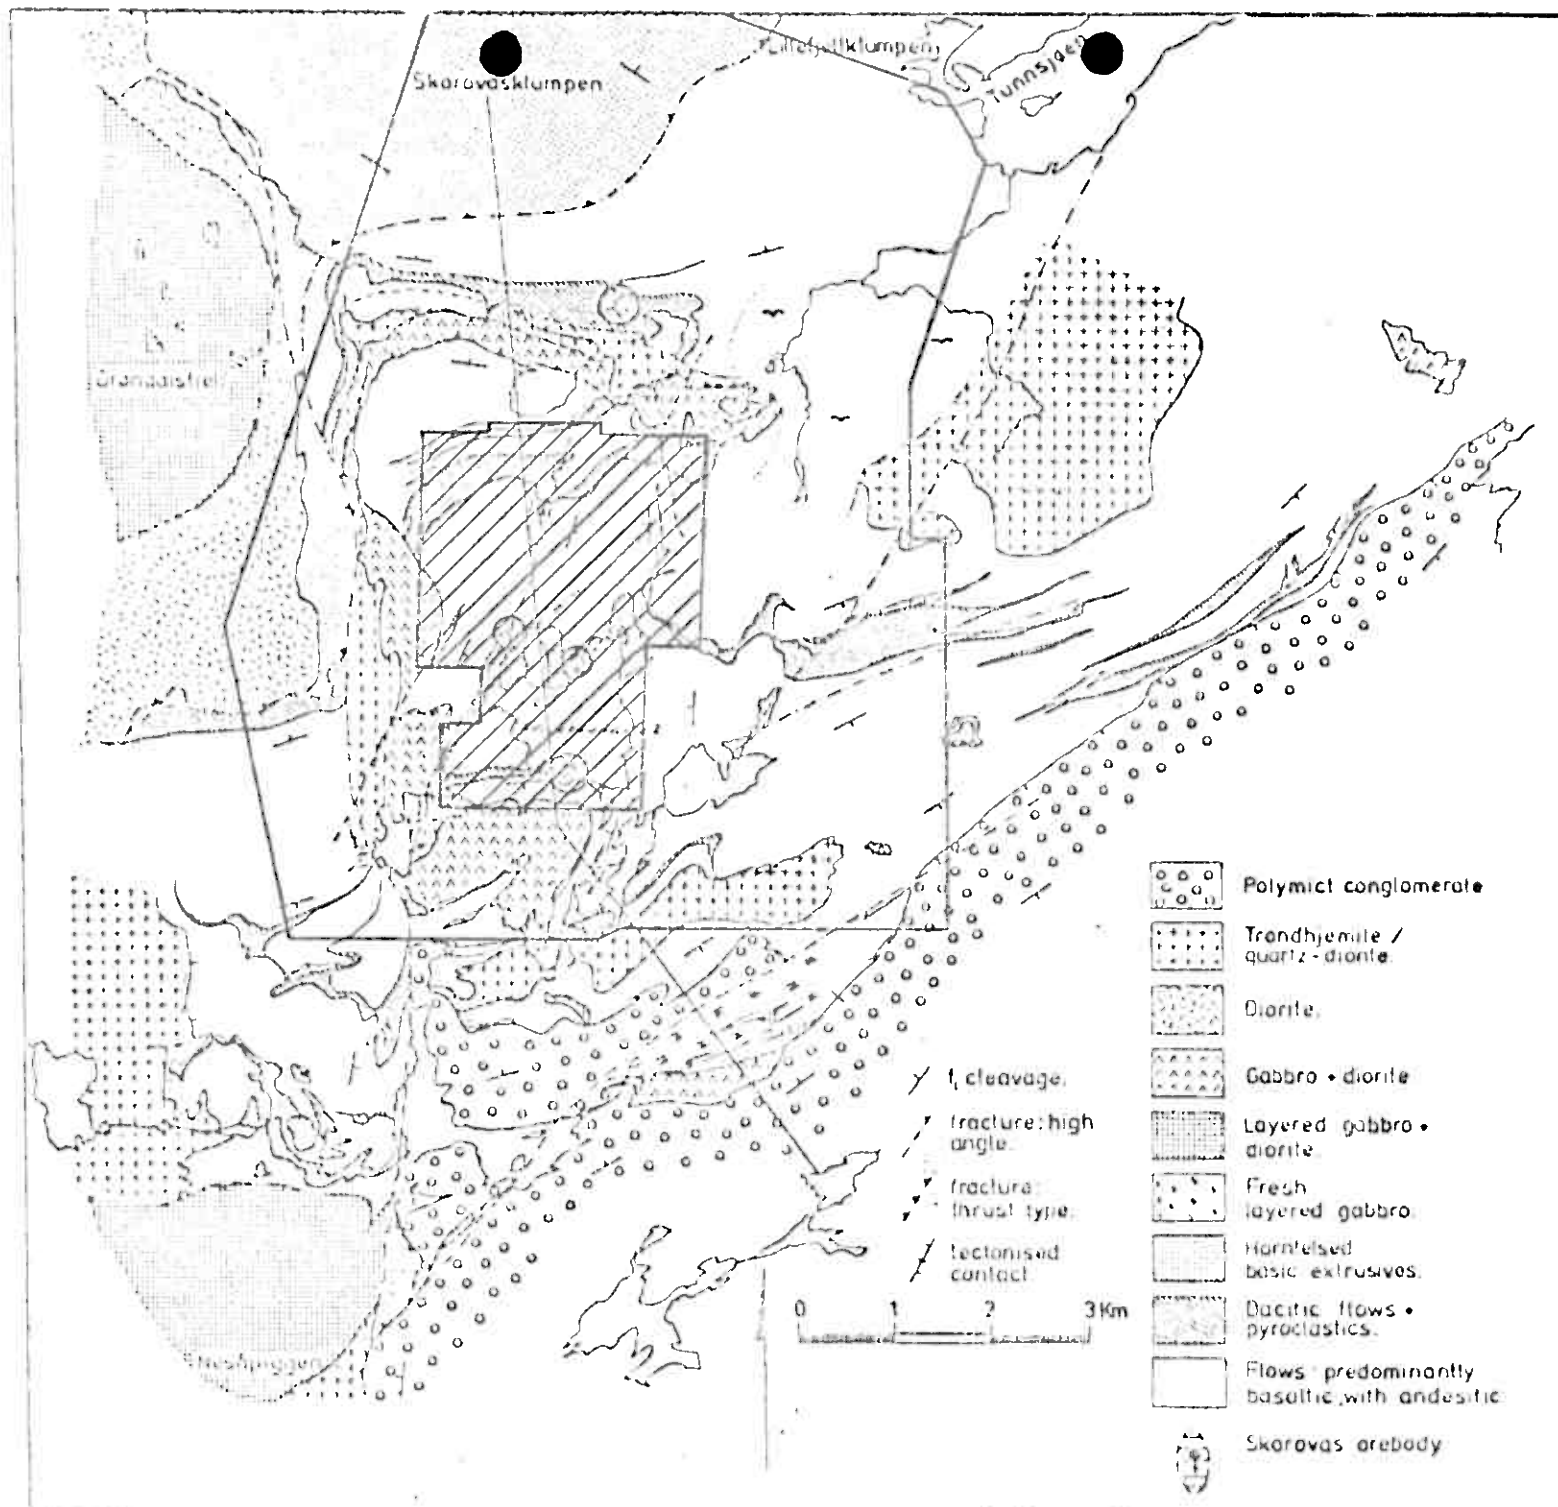 Skorovasklumpen
Lillefjellklumpen
Tunnsjøen
Grøndalsfjel
Polymict conglomerate
Trondhjemite /
quartz-diorite.
Diorite.
Gabbro + diorite
Layered gabbro +
diorite.
Fresh
layered gabbro.
Hornfelsed
basic extrusives.
Dacitic flows +
pyroclastics.
Flows predominantly
basaltic, with andesitic
Skorovas orebody
f₁ cleavage.
fracture: high
angle.
fracture:
thrust type.
tectonised
contact.
0 1 2 3 Km